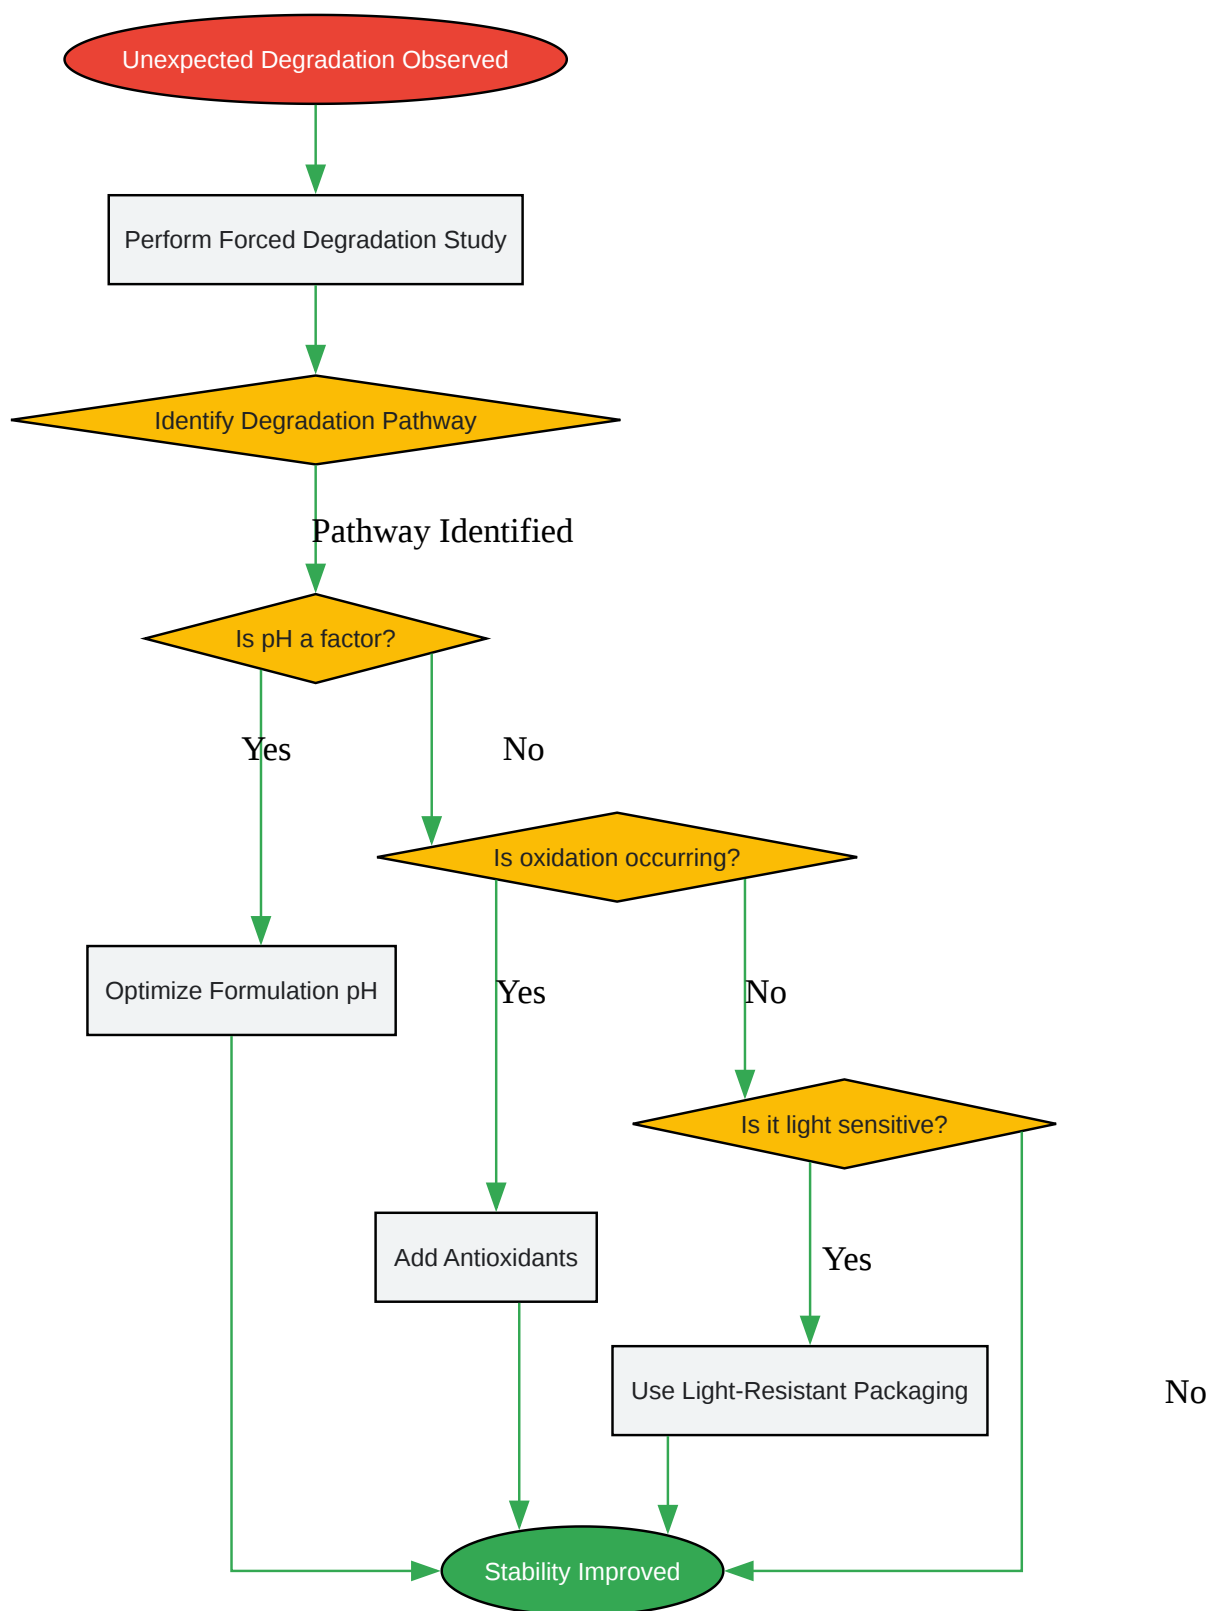 Unexpected Degradation Observed
Perform Forced Degradation Study
Identify Degradation Pathway
Pathway Identified
Is pH a factor?
Yes
No
Is oxidation occurring?
Optimize Formulation pH
Yes
No
Is it light sensitive?
Add Antioxidants
Yes
Use Light-Resistant Packaging
No
Stability Improved